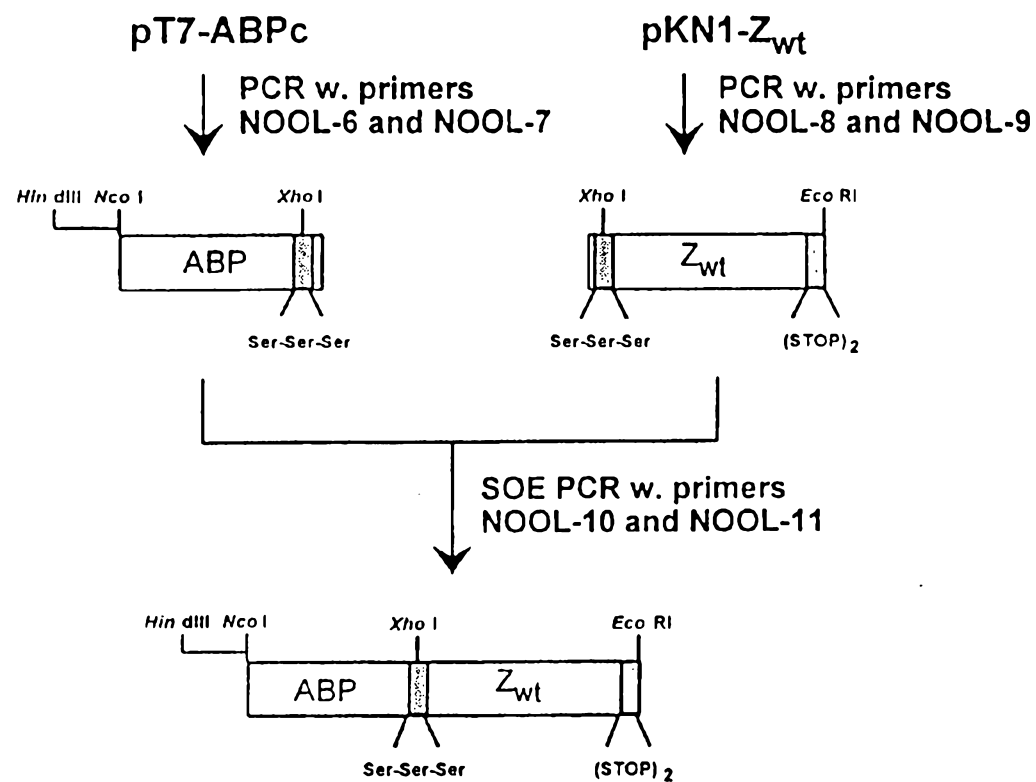 pT7-ABPc
pKN1-Zwt
PCR w. primers
NOOL-6 and NOOL-7
PCR w. primers
NOOL-8 and NOOL-9
Hin dIII Nco I
Xho I
ABP
Ser-Ser-Ser
Xho I
Eco RI
Zwt
Ser-Ser-Ser
(STOP)2
SOE PCR w. primers
NOOL-10 and NOOL-11
Hin dIII Nco I
Xho I
Eco RI
ABP
Zwt
Ser-Ser-Ser
(STOP)2